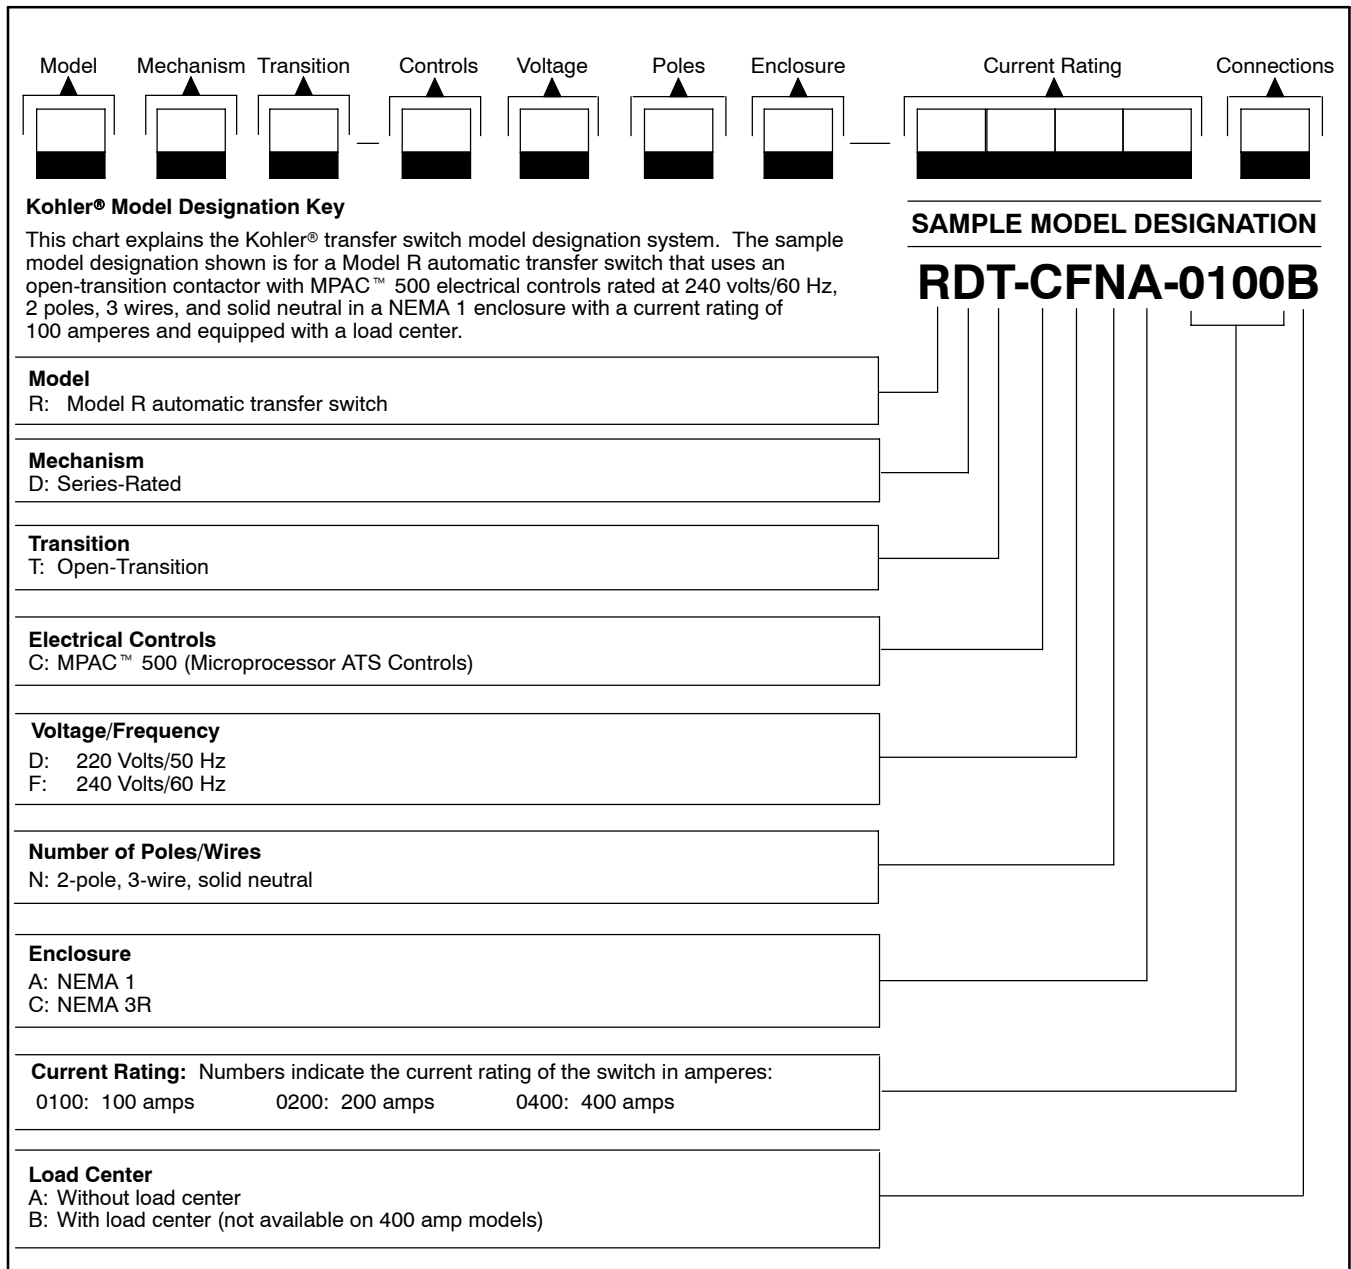 Model Mechanism Transition Controls Voltage Poles Enclosure Current Rating Connections
Kohler® Model Designation Key
This chart explains the Kohler® transfer switch model designation system. The sample
model designation shown is for a Model R automatic transfer switch that uses an
open-transition contactor with MPAC™ 500 electrical controls rated at 240 volts/60 Hz,
2 poles, 3 wires, and solid neutral in a NEMA 1 enclosure with a current rating of
100 amperes and equipped with a load center.
SAMPLE MODEL DESIGNATION
RDT-CFNA-0100B
Model
R: Model R automatic transfer switch
Mechanism
D: Series-Rated
Transition
T: Open-Transition
Electrical Controls
C: MPAC™ 500 (Microprocessor ATS Controls)
Voltage/Frequency
D: 220 Volts/50 Hz
F: 240 Volts/60 Hz
Number of Poles/Wires
N: 2-pole, 3-wire, solid neutral
Enclosure
A: NEMA 1
C: NEMA 3R
Current Rating: Numbers indicate the current rating of the switch in amperes:
0100: 100 amps 0200: 200 amps 0400: 400 amps
Load Center
A: Without load center
B: With load center (not available on 400 amp models)